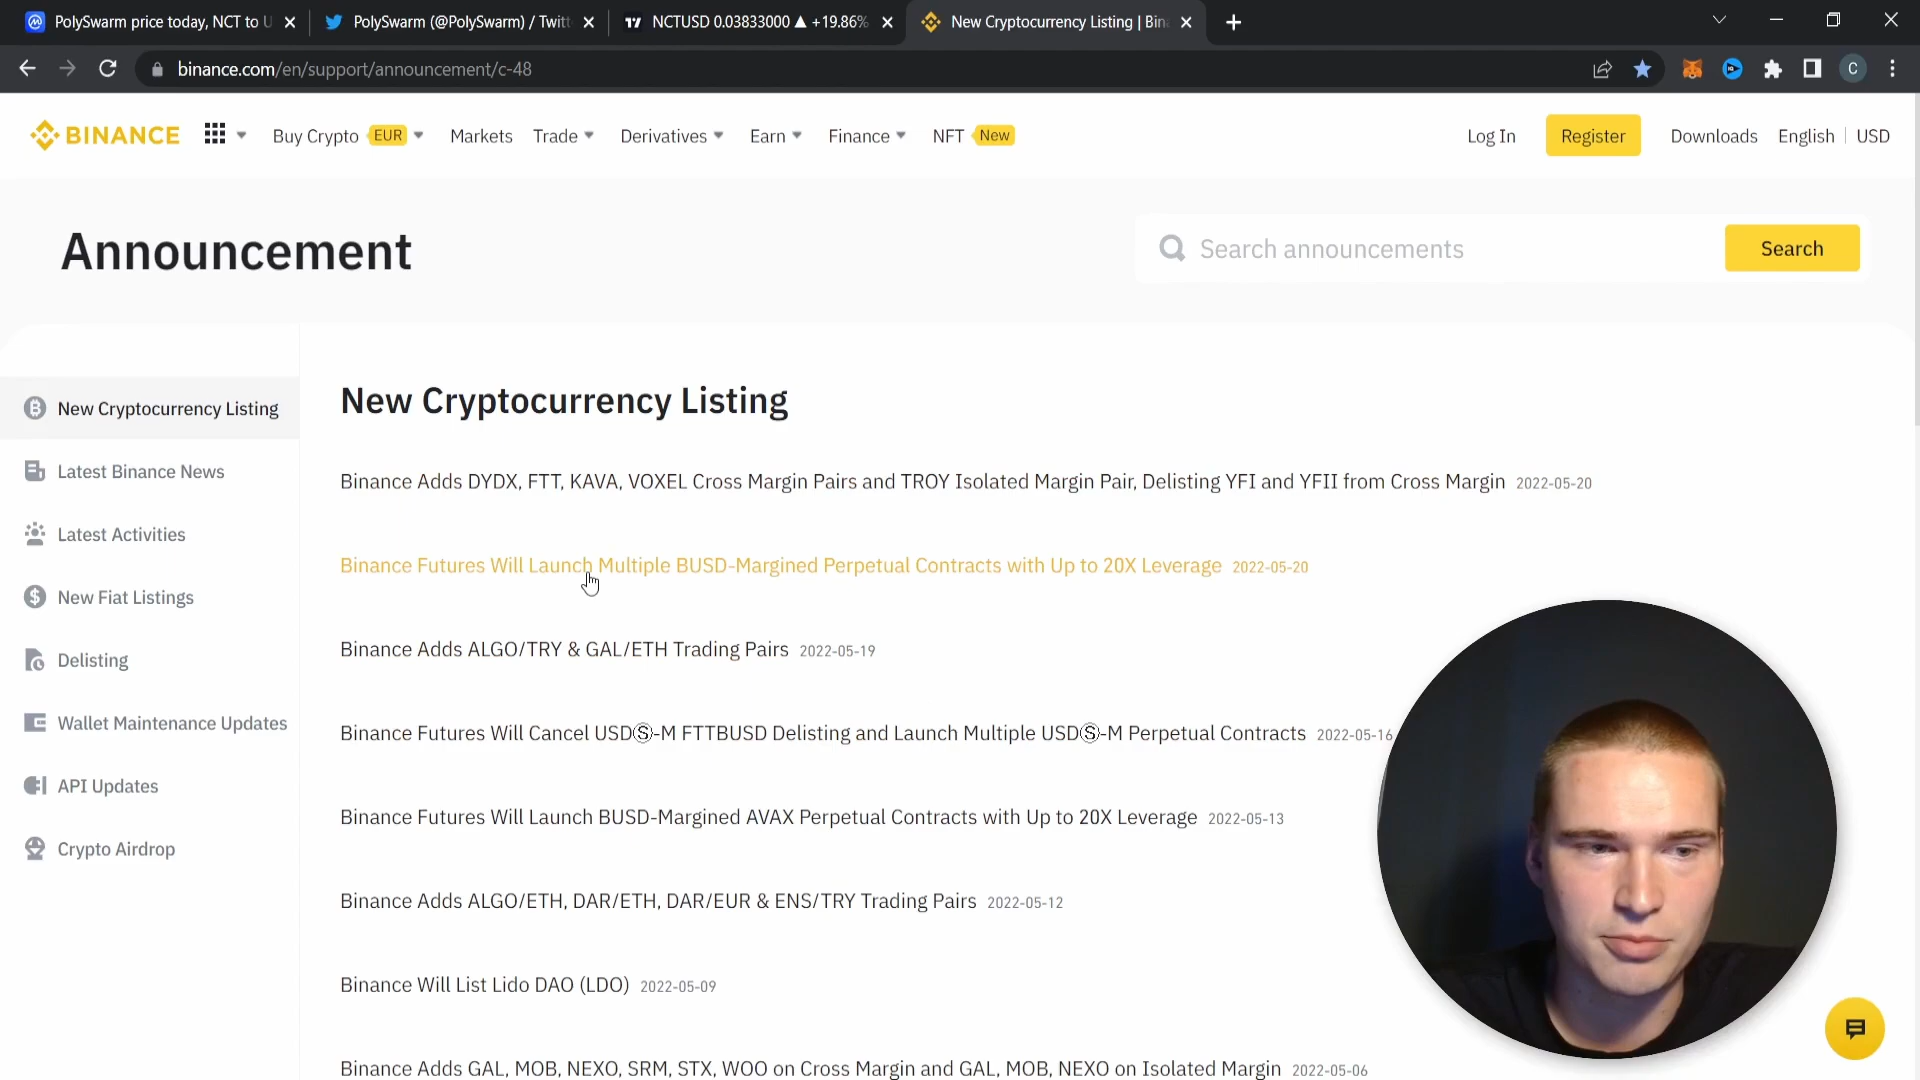 PolySwarm price today, NCT to U
PolySwarm (@PolySwarm) / Twitt
NCTUSD 0.03833000 ▲ +19.86%
New Cryptocurrency Listing | Bin
binance.com/en/support/announcement/c-48
C
BINANCE
Buy Crypto EUR
Markets
Trade
Derivatives
Earn
Finance
NFT New
Log In
Register
Downloads
English
USD
Announcement
Search announcements
Search
New Cryptocurrency Listing
Latest Binance News
Latest Activities
New Fiat Listings
Delisting
Wallet Maintenance Updates
API Updates
Crypto Airdrop
New Cryptocurrency Listing
Binance Adds DYDX, FTT, KAVA, VOXEL Cross Margin Pairs and TROY Isolated Margin Pair, Delisting YFI and YFII from Cross Margin 2022-05-20
Binance Futures Will Launch Multiple BUSD-Margined Perpetual Contracts with Up to 20X Leverage 2022-05-20
Binance Adds ALGO/TRY & GAL/ETH Trading Pairs 2022-05-19
Binance Futures Will Cancel USDⓈ-M FTTBUSD Delisting and Launch Multiple USDⓈ-M Perpetual Contracts 2022-05-16
Binance Futures Will Launch BUSD-Margined AVAX Perpetual Contracts with Up to 20X Leverage 2022-05-13
Binance Adds ALGO/ETH, DAR/ETH, DAR/EUR & ENS/TRY Trading Pairs 2022-05-12
Binance Will List Lido DAO (LDO) 2022-05-09
Binance Adds GAL, MOB, NEXO, SRM, STX, WOO on Cross Margin and GAL, MOB, NEXO on Isolated Margin 2022-05-06